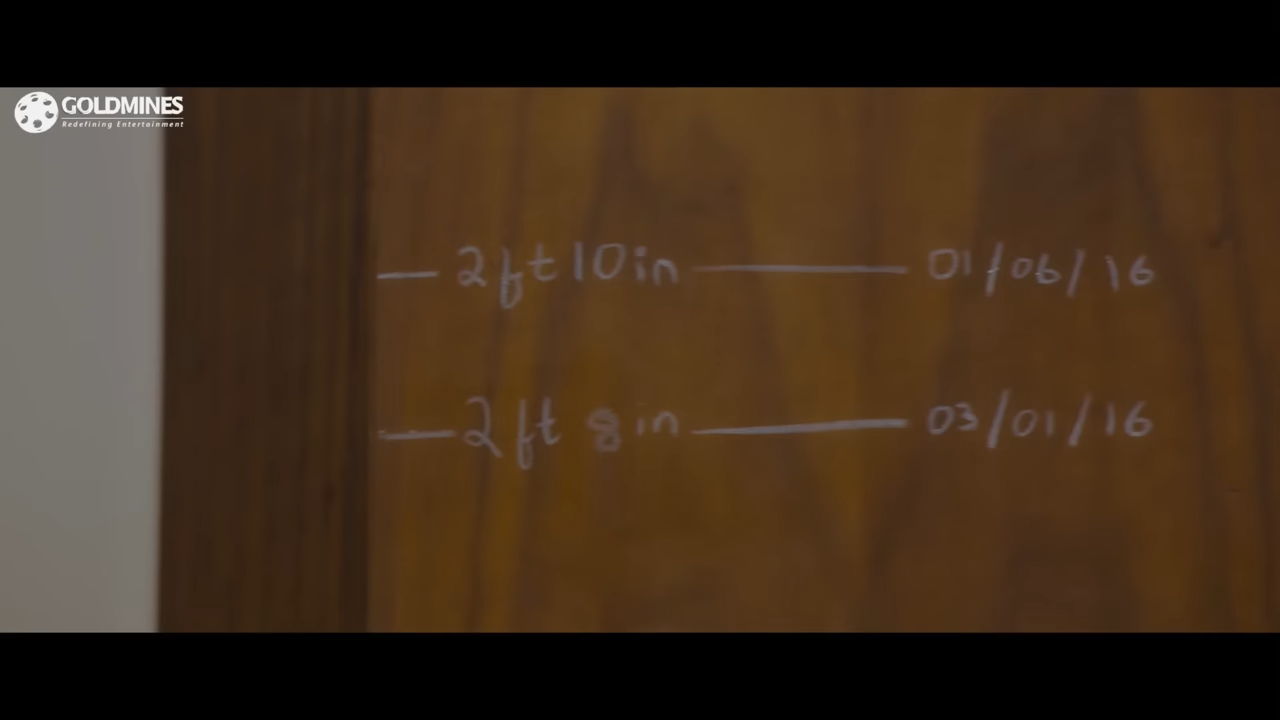 GOLDMINES
Redefining Entertainment
2ft 10in 01/06/16
2ft 8in 03/01/16